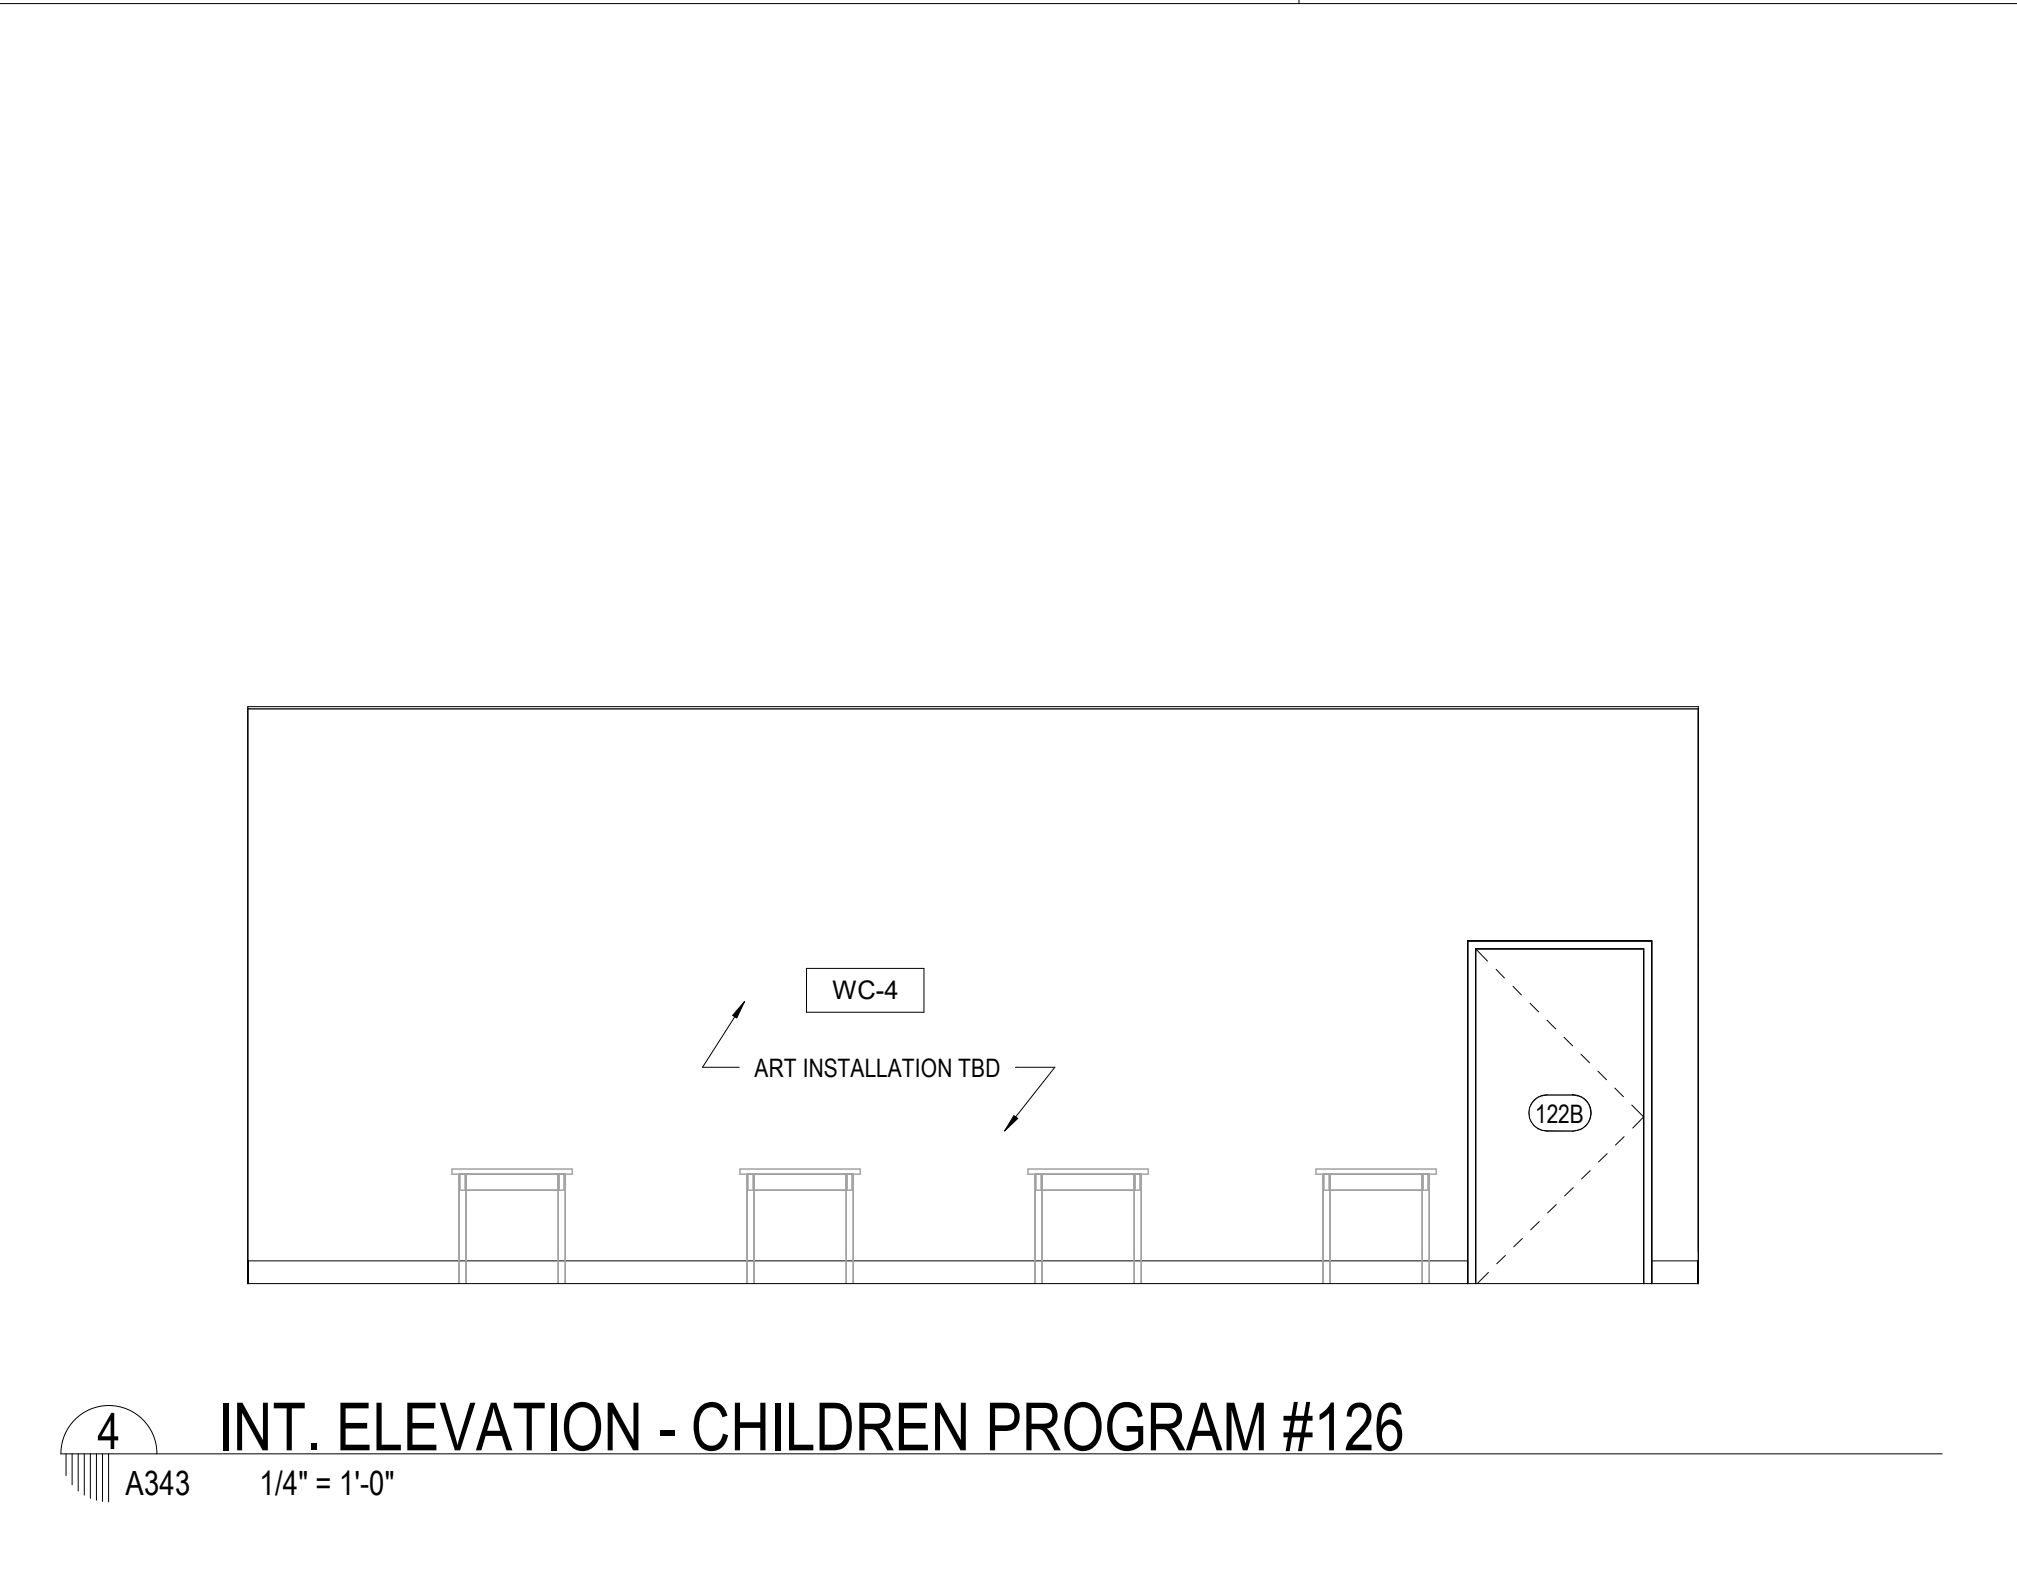 WC-4
ART INSTALLATION TBD
122B
4
INT. ELEVATION - CHILDREN PROGRAM #126
A343
1/4" = 1'-0"